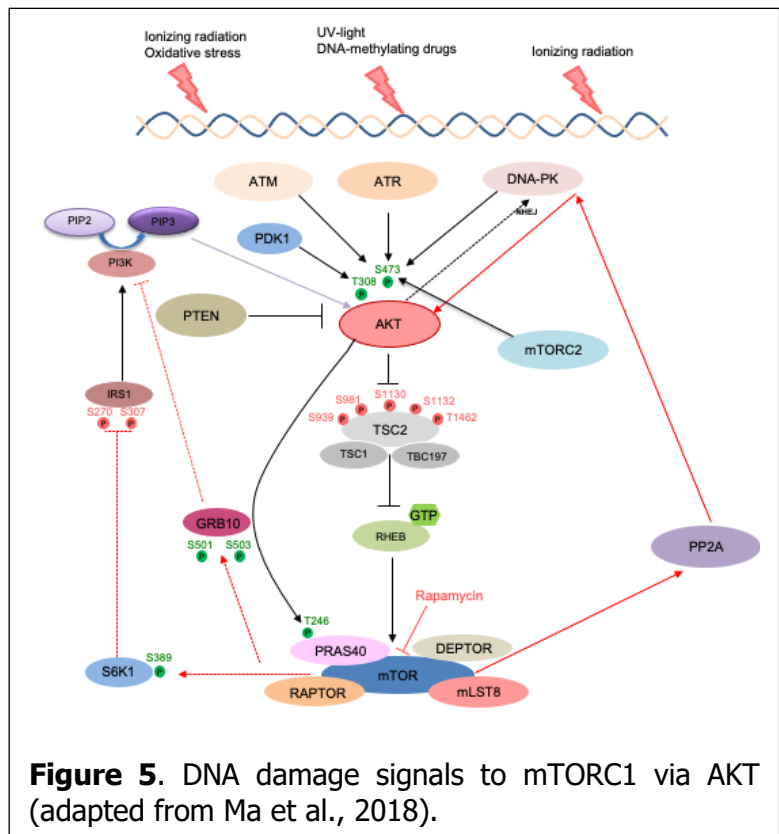 Ionizing radiation
Oxidative stress
UV-light
DNA-methylating drugs
Ionizing radiation
ATM
ATR
DNA-PK
NHEJ
PIP2
PIP3
PI3K
PDK1
S473
P
T308
P
PTEN
AKT
mTORC2
IRS1
S270
S307
P
P
S939
S981
S1130
S1132
T1462
P
P
P
P
P
TSC2
TSC1
TBC197
GTP
RHEB
GRB10
S501
S503
P
P
PP2A
Rapamycin
T246
P
PRAS40
DEPTOR
mTOR
RAPTOR
mLST8
S6K1
S389
P
Figure 5. DNA damage signals to mTORC1 via AKT
(adapted from Ma et al., 2018).